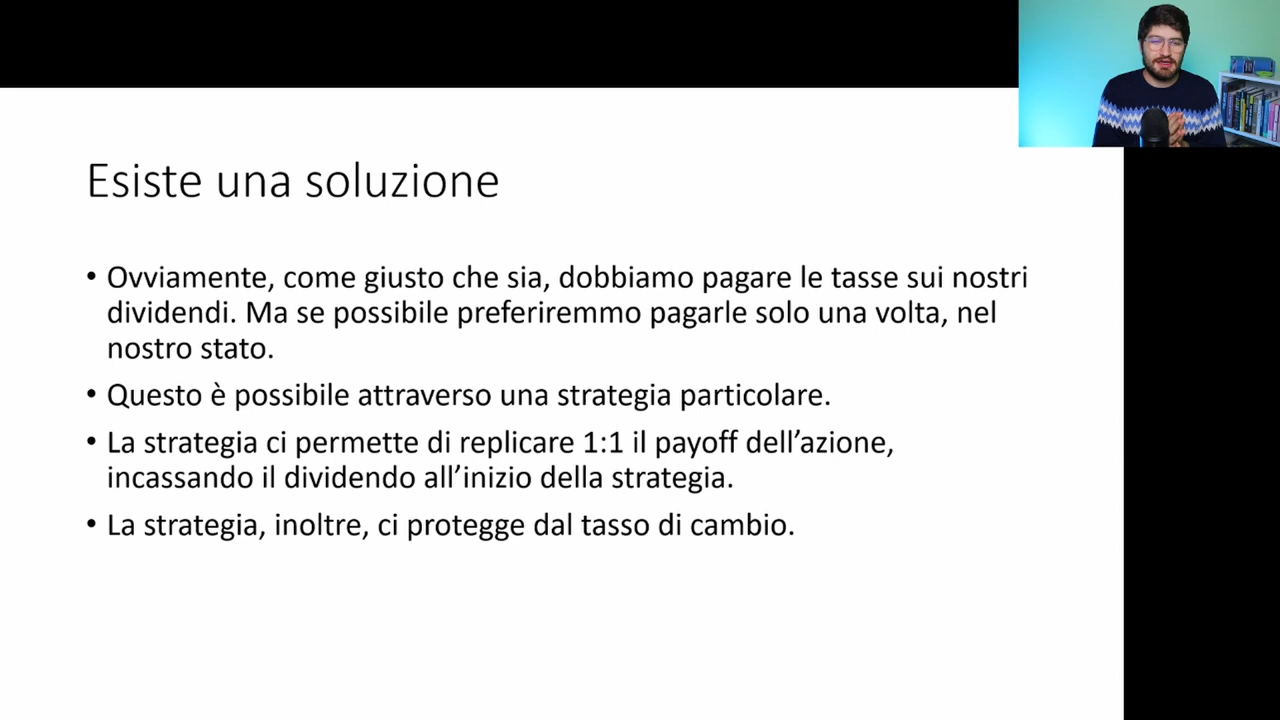 Esiste una soluzione
• Ovviamente, come giusto che sia, dobbiamo pagare le tasse sui nostri
dividendi. Ma se possibile preferiremmo pagarle solo una volta, nel
nostro stato.
• Questo è possibile attraverso una strategia particolare.
• La strategia ci permette di replicare 1:1 il payoff dell’azione,
incassando il dividendo all’inizio della strategia.
• La strategia, inoltre, ci protegge dal tasso di cambio.